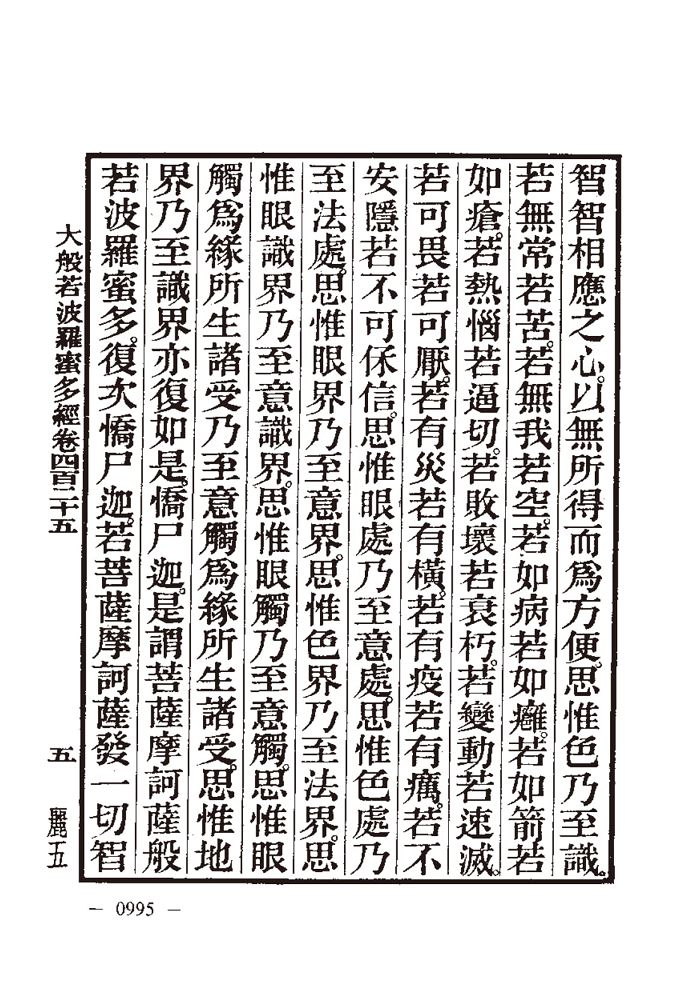 智智相應之心以無所得而爲方便。思惟色乃至識。
若無常若苦。若無我若空。若如病若如癰。若如箭若
如瘡。若熱惱若逼切。若敗壞若衰朽。若變動若速滅。
若可畏若可厭。若有災若有橫。若有疫若有癘。若不
安隱若不可保信。思惟眼處乃至意處。思惟色處乃
至法處。思惟眼界乃至意界。思惟色界乃至法界。思
惟眼識界乃至意識界。思惟眼觸乃至意觸。思惟眼
觸爲緣所生諸受乃至意觸爲緣所生諸受。思惟地
界乃至識界亦復如是。憍尸迦。是謂菩薩摩訶薩般
若波羅蜜多。復次憍尸迦。若菩薩摩訶薩發一切智
大般若波羅蜜多經卷四百二十五 五 麗五
— 0995 —